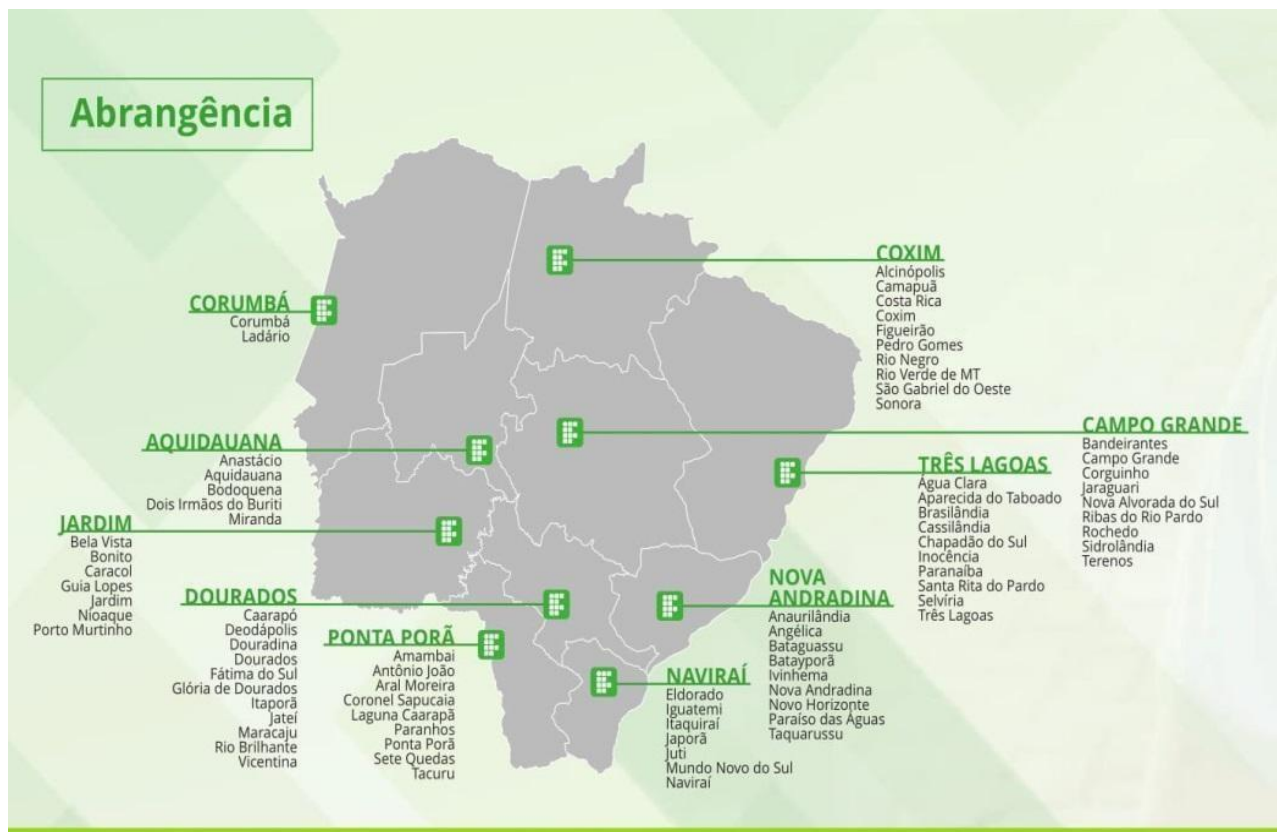 Abrangência
CORUMBÁ
Corumbá
Ladário
AQUIDAUANA
Anastácio
Aquidauana
Bodoquena
Dois Irmãos do Buriti
Miranda
JARDIM
Bela Vista
Bonito
Caracol
Guia Lopes
Jardim
Nioaque
Porto Murtinho
DOURADOS
Caarapó
Deodápolis
Douradina
Dourados
Fátima do Sul
Glória de Dourados
Itaporã
Jateí
Maracaju
Rio Brilhante
Vicentina
PONTA PORÃ
Amambai
Antônio João
Aral Moreira
Coronel Sapucaia
Laguna Caarapã
Paranhos
Ponta Porã
Sete Quedas
Tacuru
NAVIRAÍ
Eldorado
Iguatemi
Itaquiraí
Japorã
Juti
Mundo Novo do Sul
Naviraí
NOVA
ANDRADINA
Anaurilândia
Angélica
Bataguassu
Batayporã
Ivinhema
Nova Andradina
Novo Horizonte
Paraíso das Águas
Taquarussu
TRÊS LAGOAS
Água Clara
Aparecida do Taboado
Brasilândia
Cassilândia
Chapadão do Sul
Inocência
Paranaíba
Santa Rita do Pardo
Selvíria
Três Lagoas
COXIM
Alcinópolis
Camapuã
Costa Rica
Coxim
Figueirão
Pedro Gomes
Rio Negro
Rio Verde de MT
São Gabriel do Oeste
Sonora
CAMPO GRANDE
Bandeirantes
Campo Grande
Corguinho
Jaraguari
Nova Alvorada do Sul
Ribas do Rio Pardo
Rochedo
Sidrolândia
Terenos